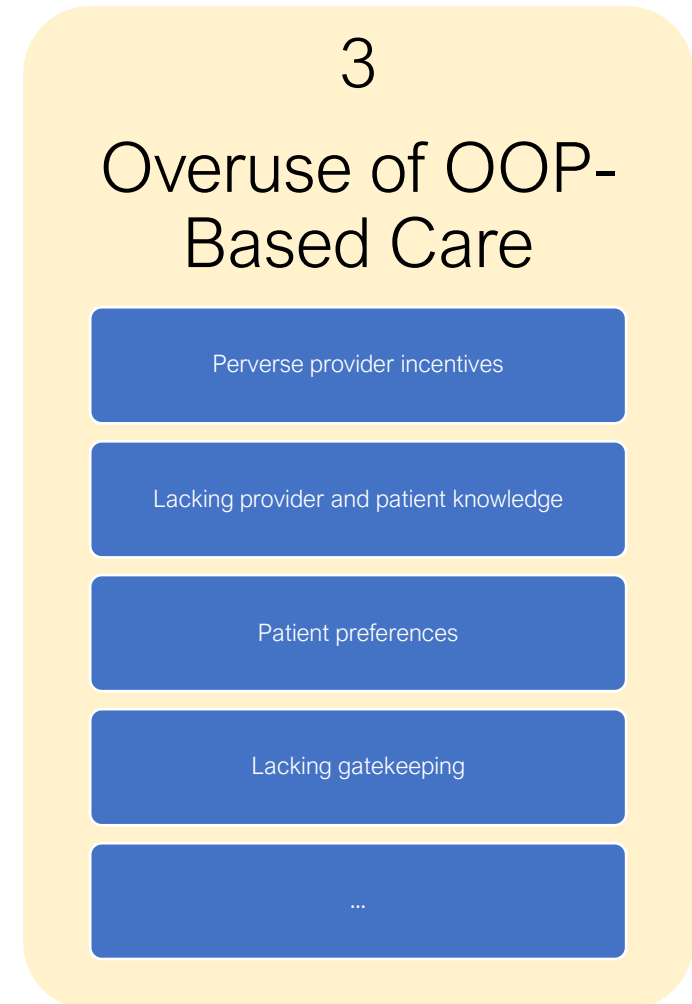 3
Overuse of OOP-
Based Care
Perverse provider incentives
Lacking provider and patient knowledge
Patient preferences
Lacking gatekeeping
...